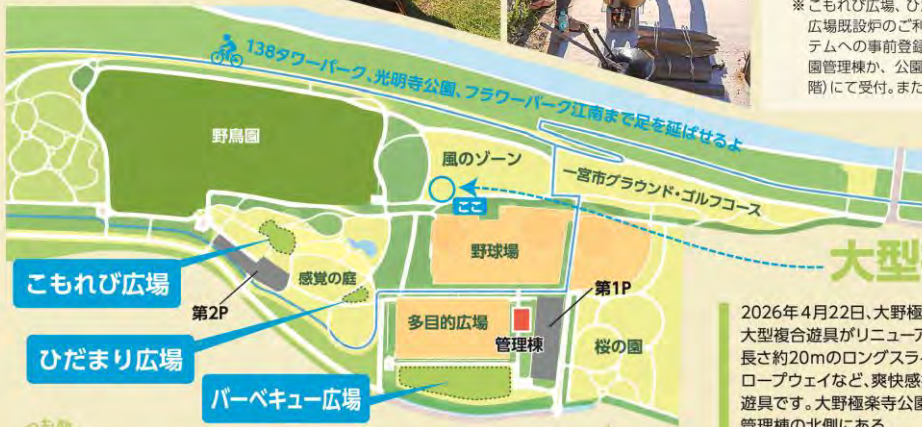 ※こもれび広場、ひ
広場既設炉のご利
テムへの事前登録
園管理棟か、公園
階)にて受付。また
138タワーパーク、光明寺公園、フラワーパーク江南まで足を延ばせるよ
野鳥園
風のゾーン
ここ
一宮市グラウンド・ゴルフコース
野球場
こもれび広場
感覚の庭
第2P
ひだまり広場
多目的広場
管理棟
第1P
桜の園
バーベキュー広場
大型
2026年4月22日、大野極
大型複合遊具がリニューア
長さ約20mのロングスラ
ロープウェイなど、爽快感
遊具です。大野極楽寺公園
管理棟の北側にある